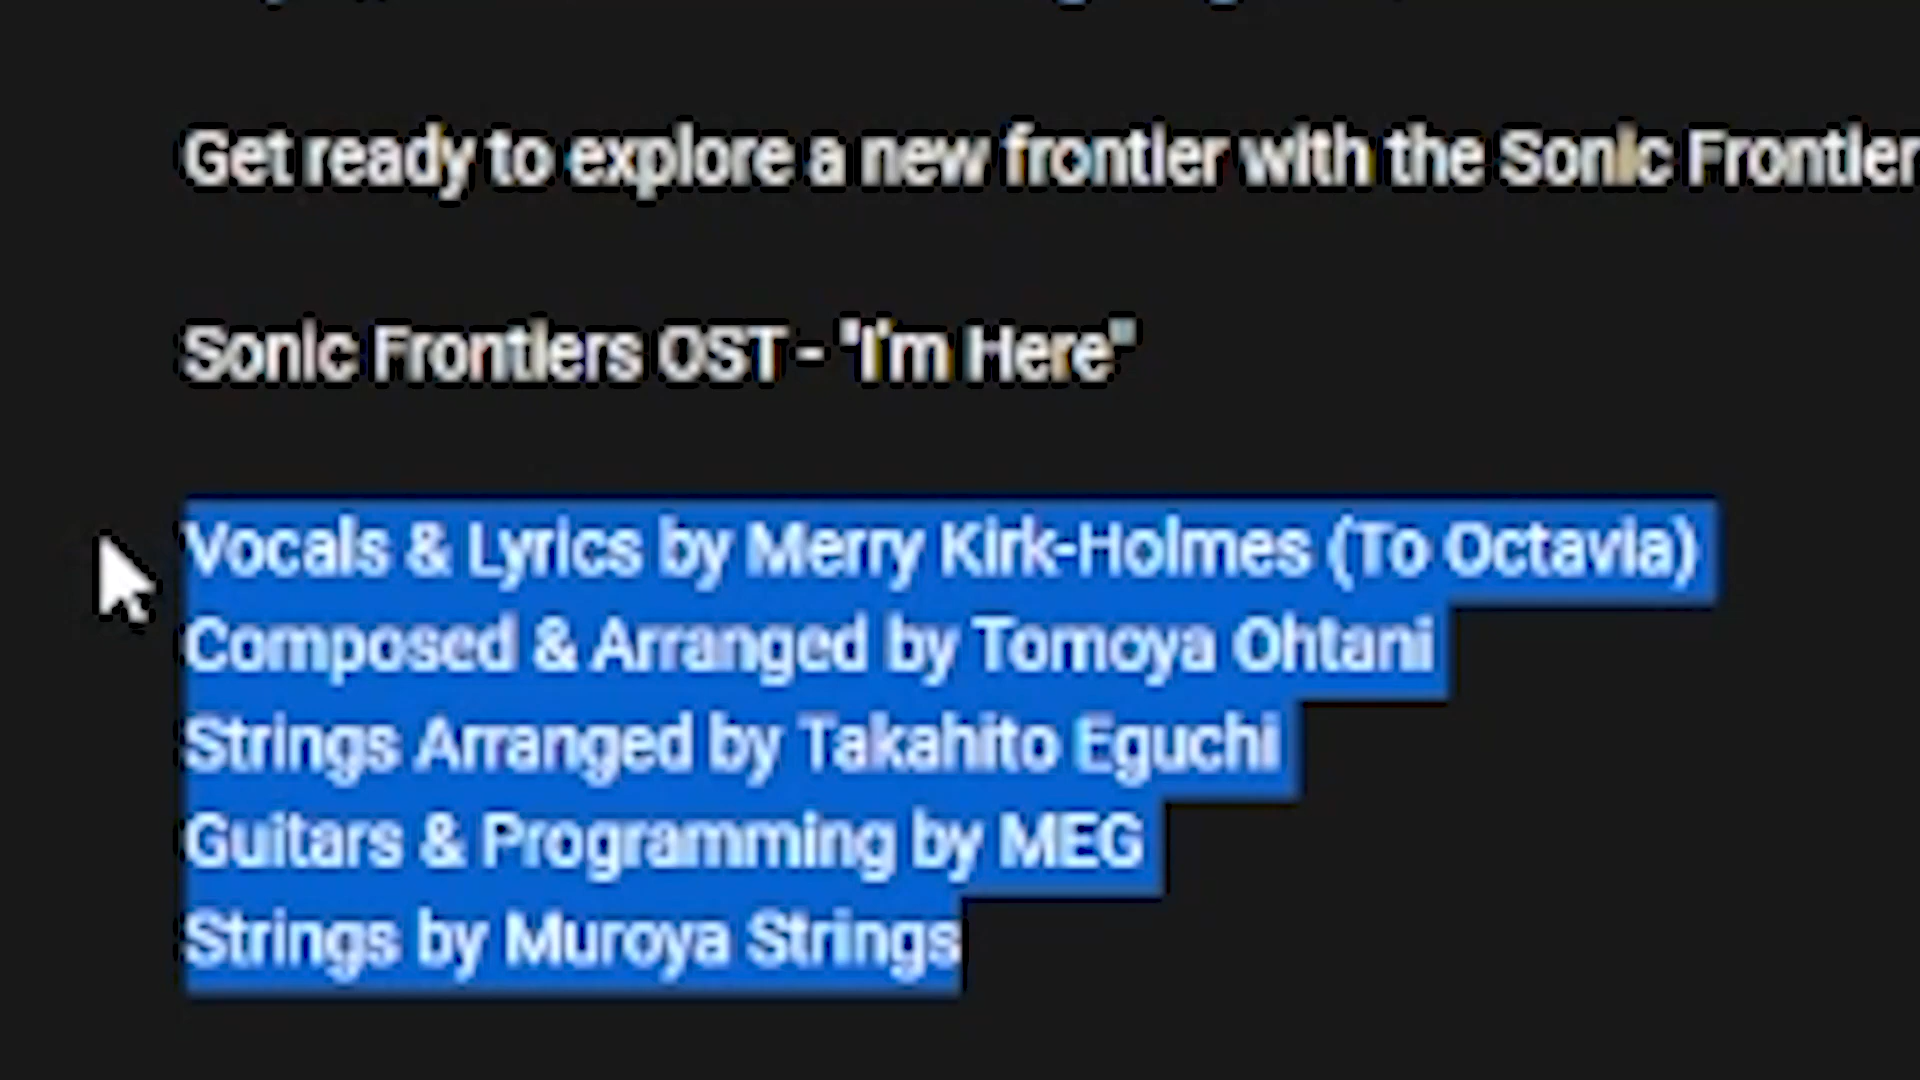 Get ready to explore a new frontier with the Sonic Frontier
Sonic Frontiers OST - "I'm Here"
Vocals & Lyrics by Merry Kirk-Holmes (To Octavia)
Composed & Arranged by Tomoya Ohtani
Strings Arranged by Takahito Eguchi
Guitars & Programming by MEG
Strings by Muroya Strings